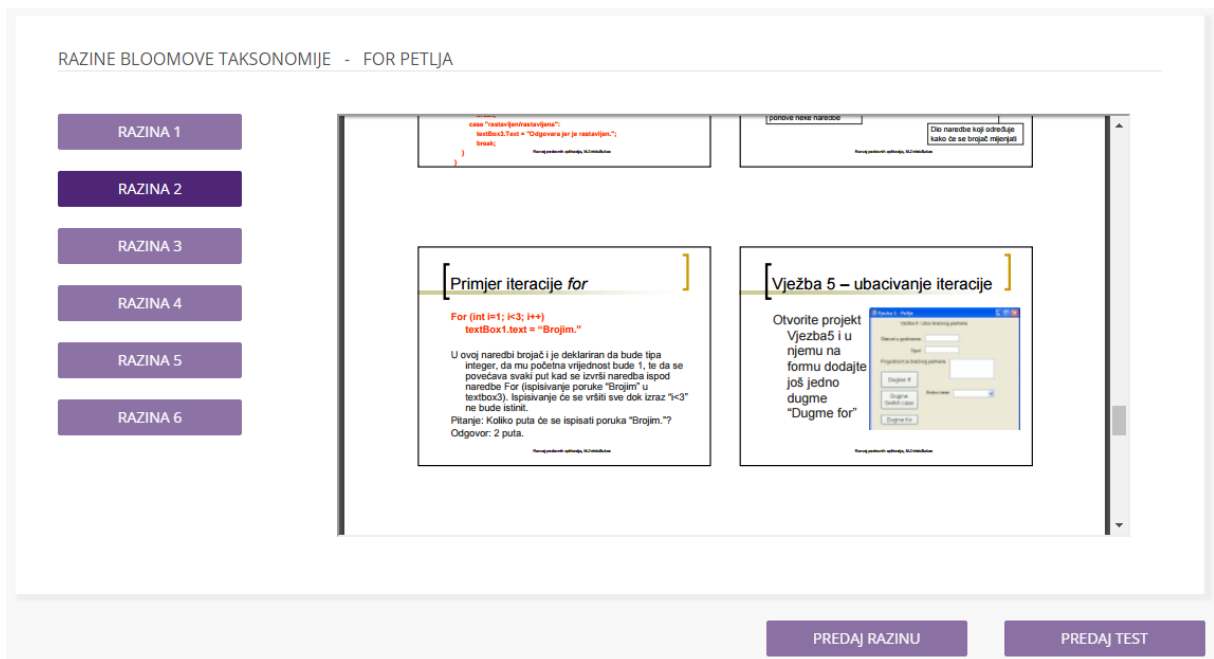 RAZINE BLOOMOVE TAKSONOMIJE - FOR PETLJA
RAZINA 1
RAZINA 2
RAZINA 3
RAZINA 4
RAZINA 5
RAZINA 6
case "rastavljen/rastavljena":
textBox3.Text = "Odgovara jer je rastavljen.";
break;
}
}
ponove neke naredbe
Dio naredbe koji određuje
kako će se brojač mijenjati
Primjer iteracije for
For (int i=1; i<3; i++)
textBox1.text = “Brojim.”
U ovoj naredbi brojač i je deklariran da bude tipa
integer, da mu početna vrijednost bude 1, te da se
povećava svaki put kad se izvrši naredba ispod
naredbe For (ispisivanje poruke “Brojim” u
textbox3). Ispisivanje će se vršiti sve dok izraz “i<3”
ne bude istinit.
Pitanje: Koliko puta će se ispisati poruka “Brojim.”?
Odgovor: 2 puta.
Vježba 5 – ubacivanje iteracije
Otvorite projekt
Vjezba5 i u
njemu na
formu dodajte
još jedno
dugme
“Dugme for”
Dugme if
Dugme
Switch case
Dugme for
PREDAJ RAZINU
PREDAJ TEST